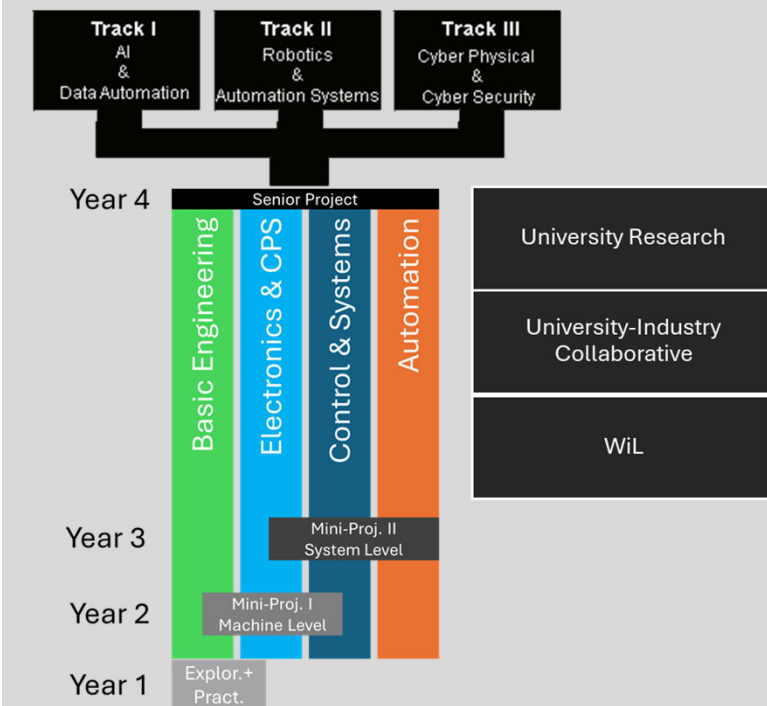 Track I
AI
&
Data Automation
Track II
Robotics
&
Automation Systems
Track III
Cyber Physical
&
Cyber Security
Year 4
Senior Project
Basic Engineering
Electronics & CPS
Control & Systems
Automation
University Research
University-Industry
Collaborative
WiL
Year 3
Mini-Proj. II
System Level
Year 2
Mini-Proj. I
Machine Level
Year 1
Explor.+
Pract.